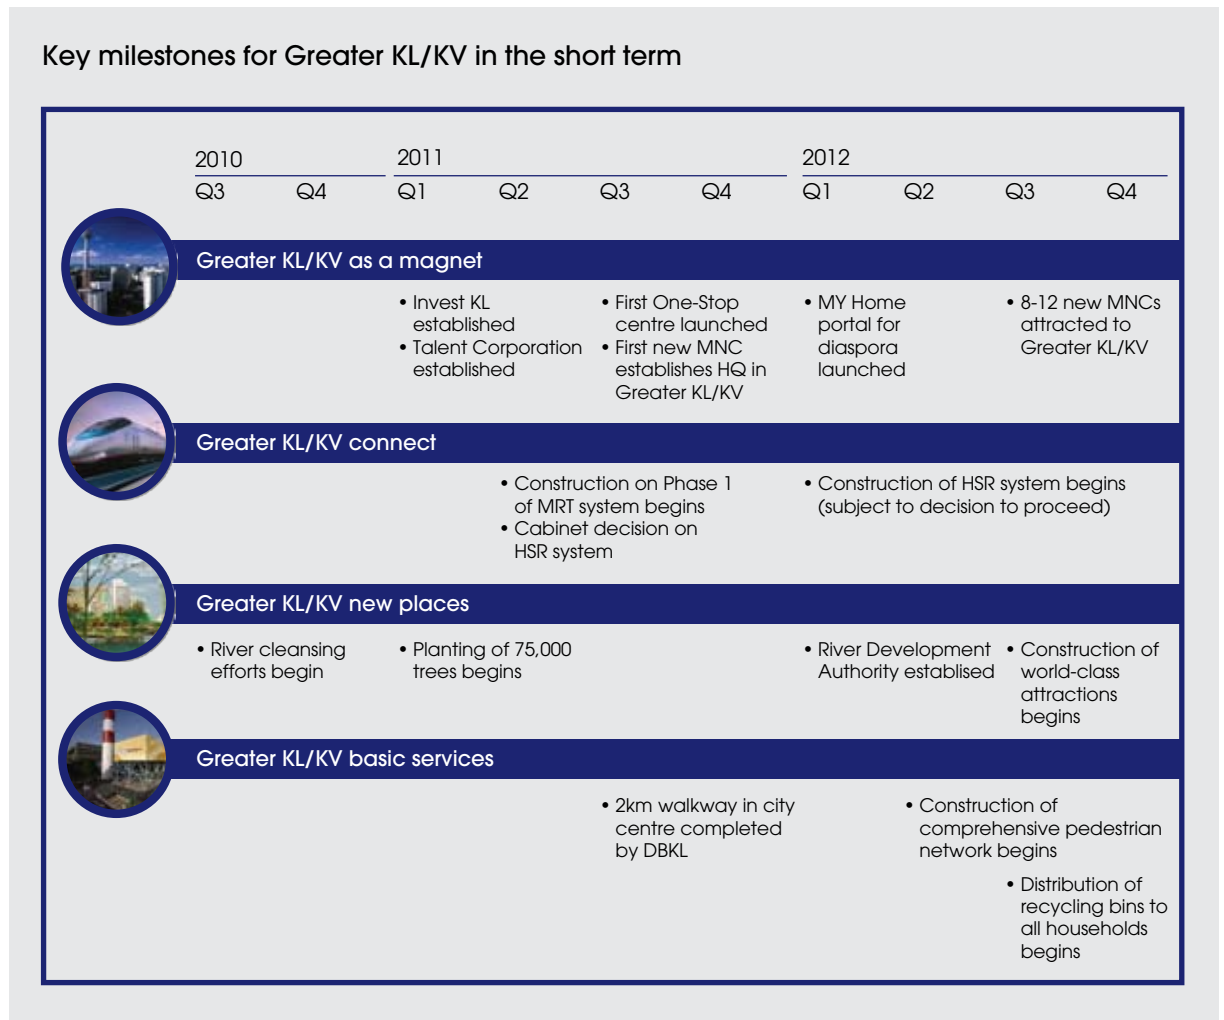 Key milestones for Greater KL/KV in the short term
2010
2011
2012
Q3 Q4 Q1 Q2 Q3 Q4 Q1 Q2 Q3 Q4
Greater KL/KV as a magnet
• Invest KL
established
• Talent Corporation
established
• First One-Stop
centre launched
• First new MNC
establishes HQ in
Greater KL/KV
• MY Home
portal for
diaspora
launched
• 8-12 new MNCs
attracted to
Greater KL/KV
Greater KL/KV connect
• Construction on Phase 1
of MRT system begins
• Cabinet decision on
HSR system
• Construction of HSR system begins
(subject to decision to proceed)
Greater KL/KV new places
• River cleansing
efforts begin
• Planting of 75,000
trees begins
• River Development
Authority establised
• Construction of
world-class
attractions
begins
Greater KL/KV basic services
• 2km walkway in city
centre completed
by DBKL
• Construction of
comprehensive pedestrian
network begins
• Distribution of
recycling bins to
all households
begins